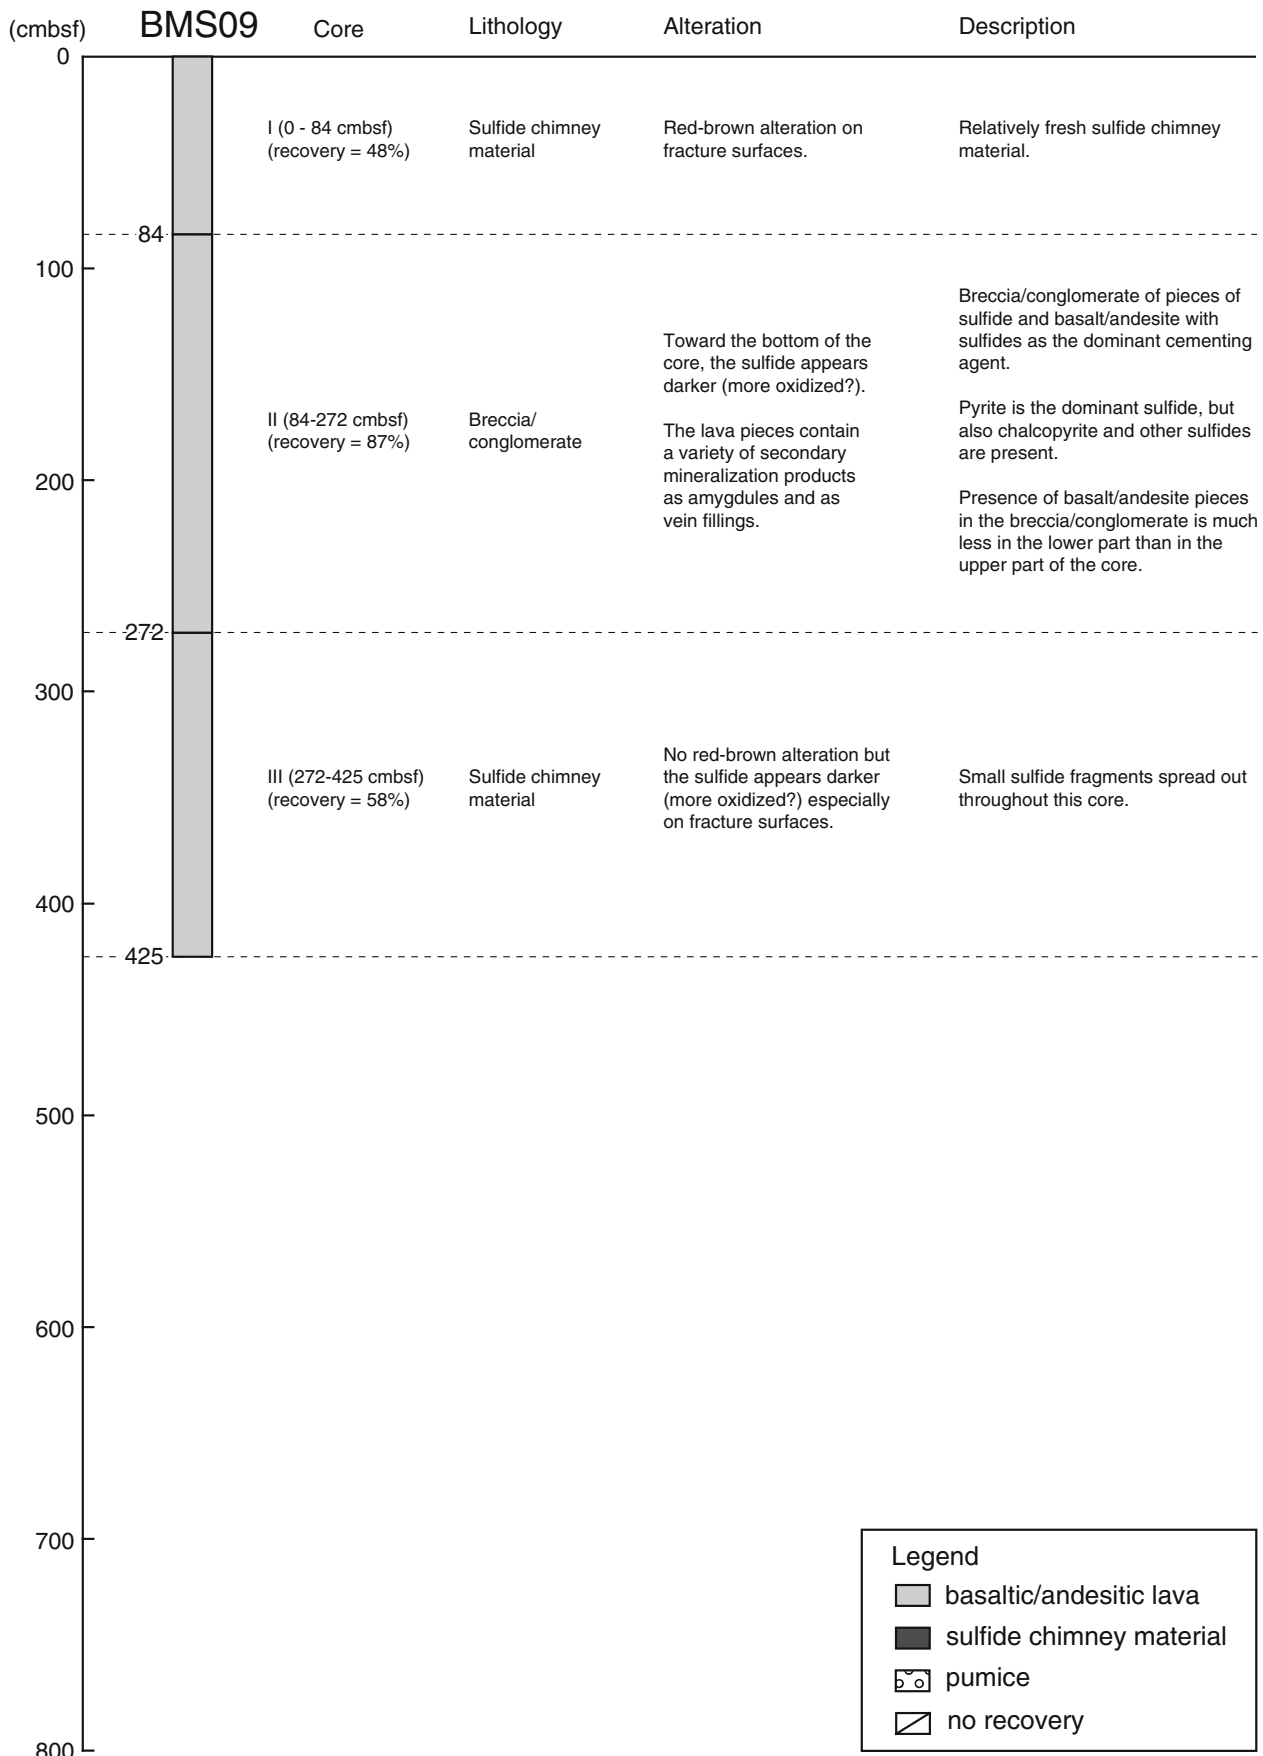 (cmbsf)
BMS09
Core
Lithology
Alteration
Description
0
I (0 - 84 cmbsf)
(recovery = 48%)
Sulfide chimney
material
Red-brown alteration on
fracture surfaces.
Relatively fresh sulfide chimney
material.
84
100
II (84-272 cmbsf)
(recovery = 87%)
Breccia/
conglomerate
Toward the bottom of the
core, the sulfide appears
darker (more oxidized?).
The lava pieces contain
a variety of secondary
mineralization products
as amygdules and as
vein fillings.
Breccia/conglomerate of pieces of
sulfide and basalt/andesite with
sulfides as the dominant cementing
agent.
Pyrite is the dominant sulfide, but
also chalcopyrite and other sulfides
are present.
Presence of basalt/andesite pieces
in the breccia/conglomerate is much
less in the lower part than in the
upper part of the core.
200
272
300
III (272-425 cmbsf)
(recovery = 58%)
Sulfide chimney
material
No red-brown alteration but
the sulfide appears darker
(more oxidized?) especially
on fracture surfaces.
Small sulfide fragments spread out
throughout this core.
400
425
500
600
700
800
Legend
basaltic/andesitic lava
sulfide chimney material
pumice
no recovery